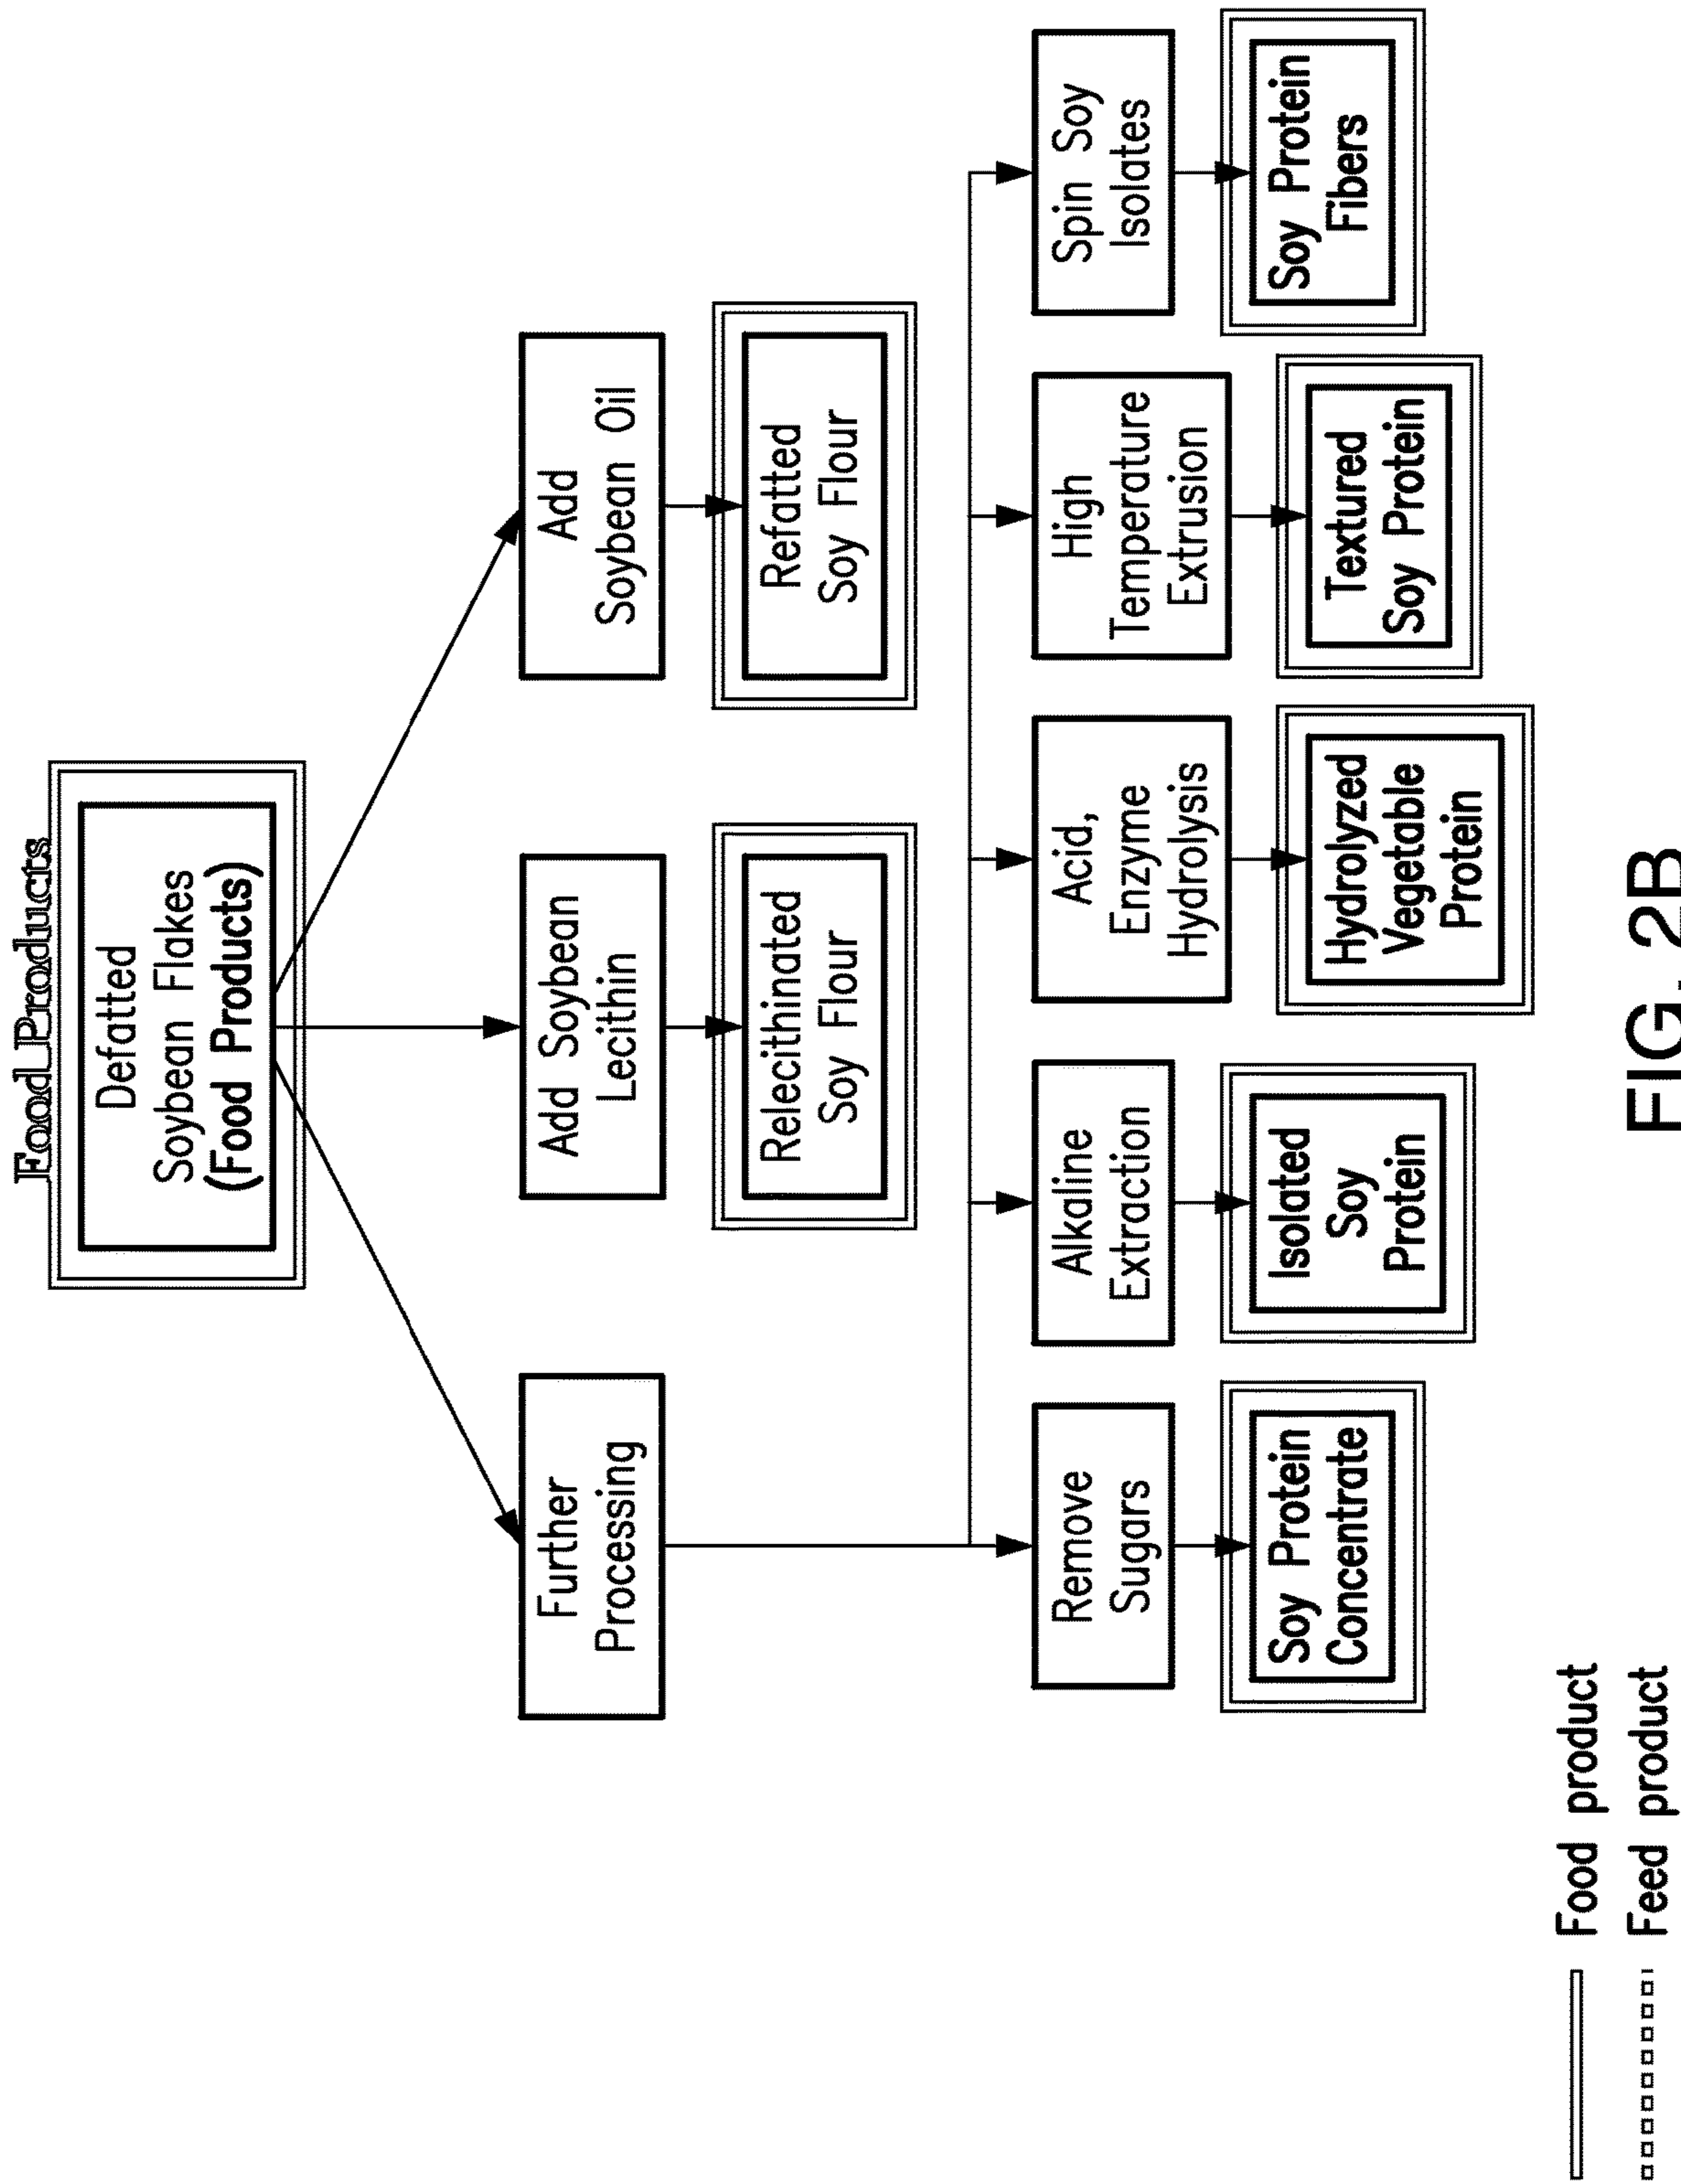 Food Products
Defatted
Soybean Flakes
(Food Products)
Further
Processing
Add Soybean
Lecithin
Add
Soybean Oil
Relecithinated
Soy Flour
Refatted
Soy Flour
Remove
Sugars
Alkaline
Extraction
Acid,
Enzyme
Hydrolysis
High
Temperature
Extrusion
Spin Soy
Isolates
Soy Protein
Concentrate
Isolated
Soy
Protein
Hydrolyzed
Vegetable
Protein
Textured
Soy Protein
Soy Protein
Fibers
Food product
Feed product
FIG. 2B